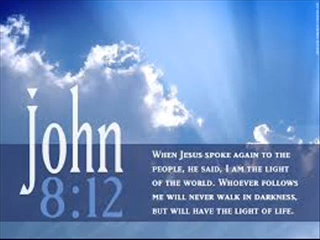 John
8:12
WHEN JESUS SPOKE AGAIN TO THE
PEOPLE, HE SAID, I AM THE LIGHT
OF THE WORLD. WHOEVER FOLLOWS
ME WILL NEVER WALK IN DARKNESS,
BUT WILL HAVE THE LIGHT OF LIFE.